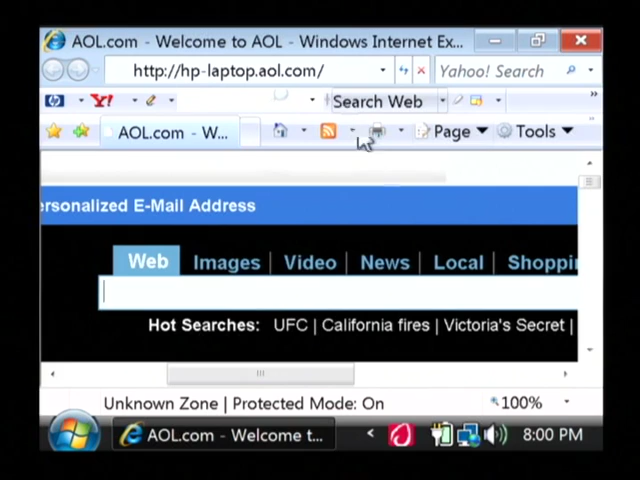 AOL.com - Welcome to AOL - Windows Internet Ex...
http://hp-laptop.aol.com/
Yahoo! Search
hp Y! Search Web »
AOL.com - W... Page Tools »
ersonalized E-Mail Address
Web Images | Video | News | Local | Shoppin
Hot Searches: UFC | California fires | Victoria's Secret |
Unknown Zone | Protected Mode: On 100%
AOL.com - Welcome t... < 8:00 PM